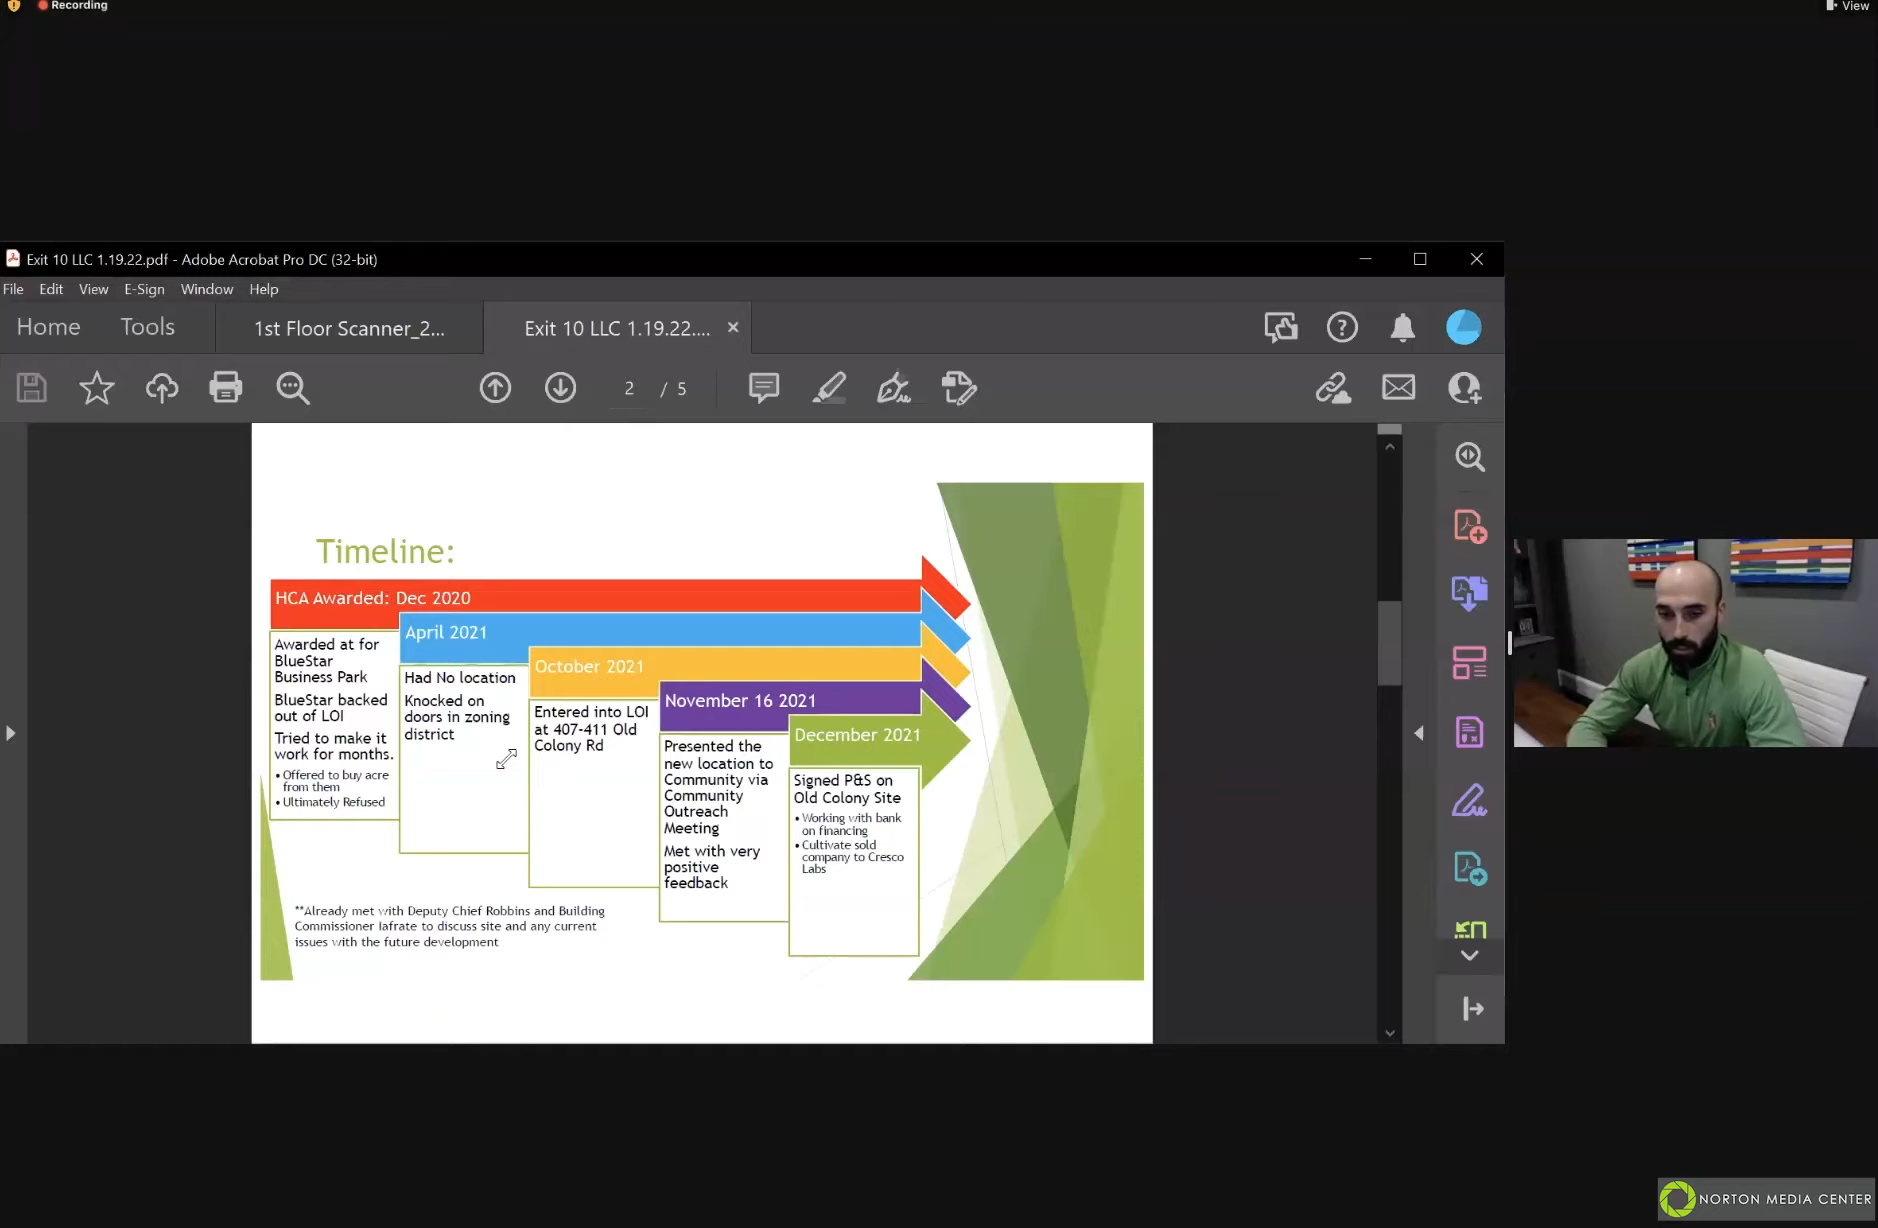 Recording
View
Exit 10 LLC 1.19.22.pdf - Adobe Acrobat Pro DC (32-bit)
File Edit View E-Sign Window Help
Home Tools 1st Floor Scanner_2... Exit 10 LLC 1.19.22....
2 / 5
Timeline:
HCA Awarded: Dec 2020
Awarded at for
BlueStar
Business Park
BlueStar backed
out of LOI
Tried to make it
work for months.
• Offered to buy acre
from them
• Ultimately Refused
April 2021
Had No location
Knocked on
doors in zoning
district
October 2021
Entered into LOI
at 407-411 Old
Colony Rd
November 16 2021
Presented the
new location to
Community via
Community
Outreach
Meeting
Met with very
positive
feedback
December 2021
Signed P&S on
Old Colony Site
• Working with bank
on financing
• Cultivate sold
company to Cresco
Labs
**Already met with Deputy Chief Robbins and Building
Commissioner Iafrate to discuss site and any current
issues with the future development
NORTON MEDIA CENTER